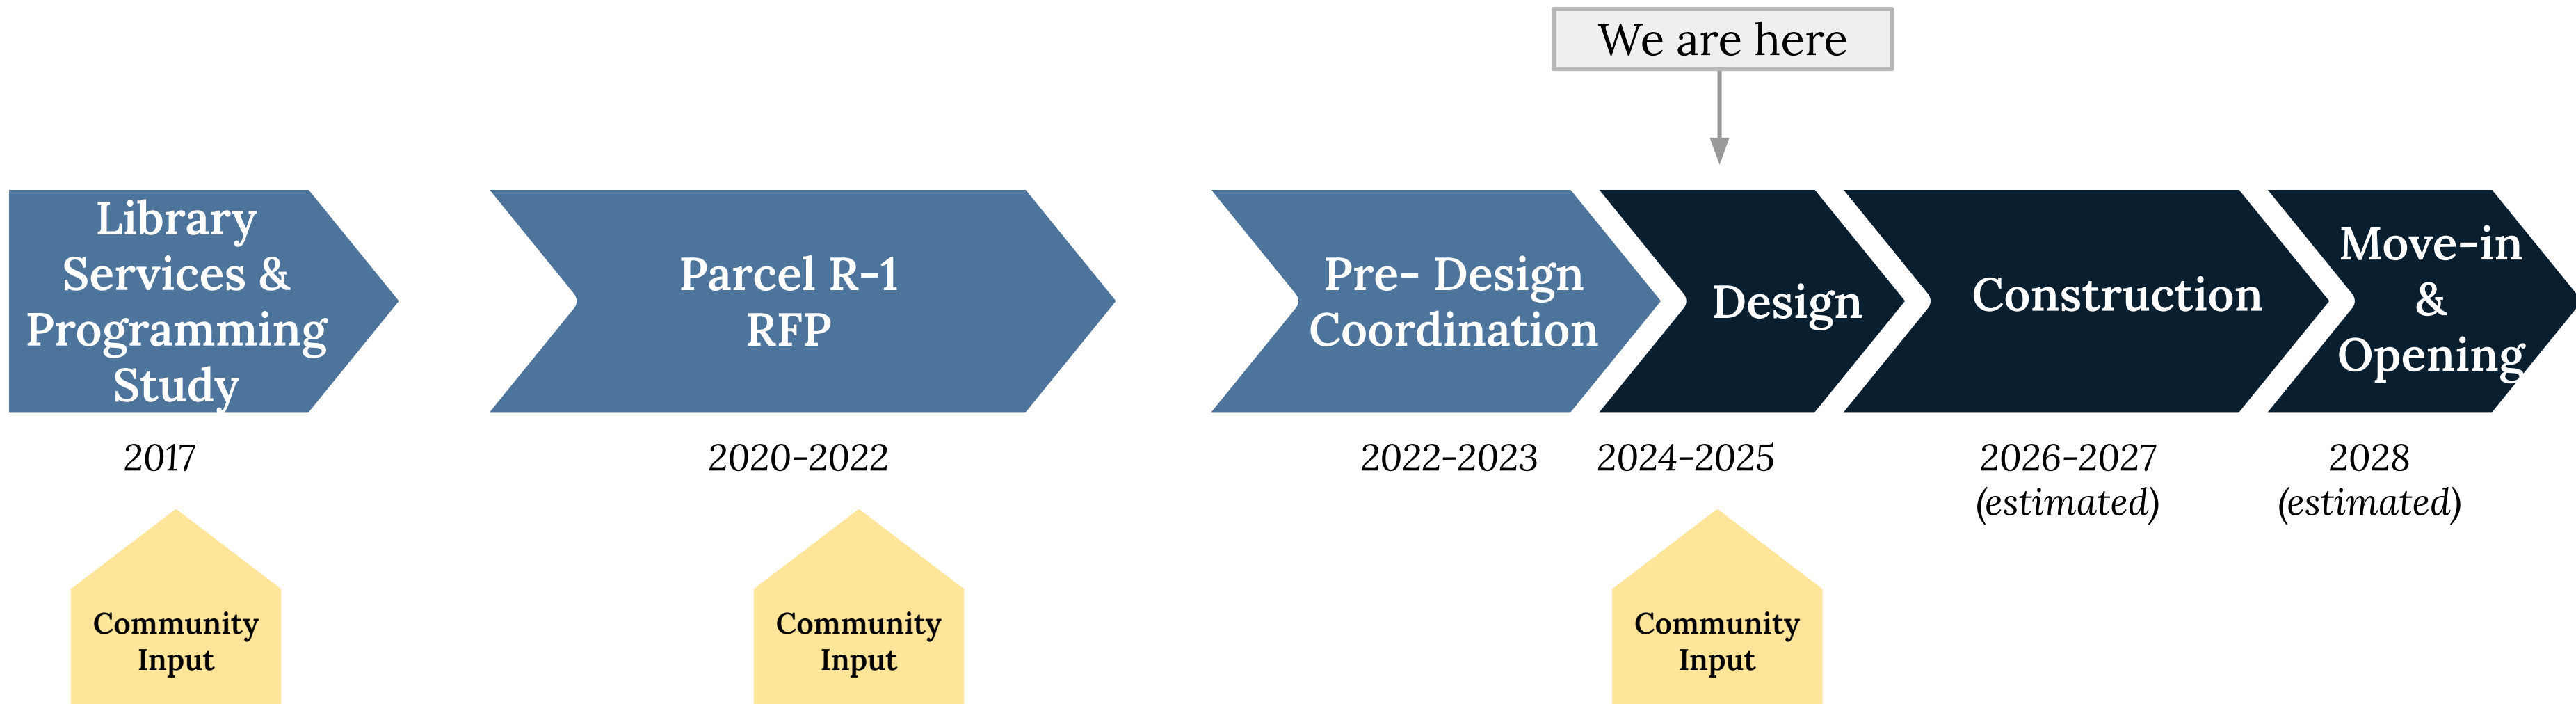 We are here
Library
Services &
Programming
Study
Parcel R-1
RFP
Pre- Design
Coordination
Design
Construction
Move-in
&
Opening
2017
2020-2022
2022-2023
2024-2025
2026-2027
(estimated)
2028
(estimated)
Community
Input
Community
Input
Community
Input